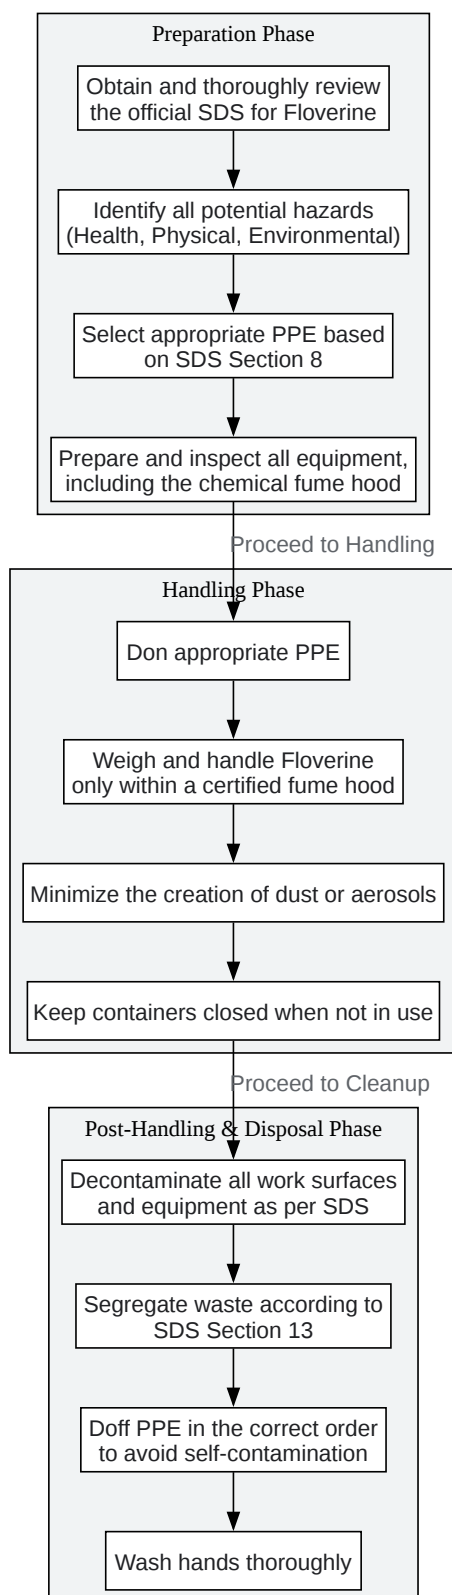 Preparation Phase
Obtain and thoroughly review
the official SDS for Floverine
Identify all potential hazards
(Health, Physical, Environmental)
Select appropriate PPE based
on SDS Section 8
Prepare and inspect all equipment,
including the chemical fume hood
Proceed to Handling
Handling Phase
Don appropriate PPE
Weigh and handle Floverine
only within a certified fume hood
Minimize the creation of dust or aerosols
Keep containers closed when not in use
Proceed to Cleanup
Post-Handling & Disposal Phase
Decontaminate all work surfaces
and equipment as per SDS
Segregate waste according to
SDS Section 13
Doff PPE in the correct order
to avoid self-contamination
Wash hands thoroughly